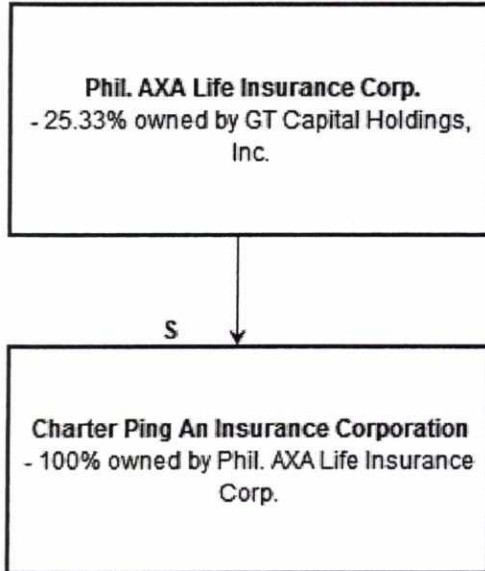 Phil. AXA Life Insurance Corp.
- 25.33% owned by GT Capital Holdings,
Inc.
S
Charter Ping An Insurance Corporation
- 100% owned by Phil. AXA Life Insurance
Corp.